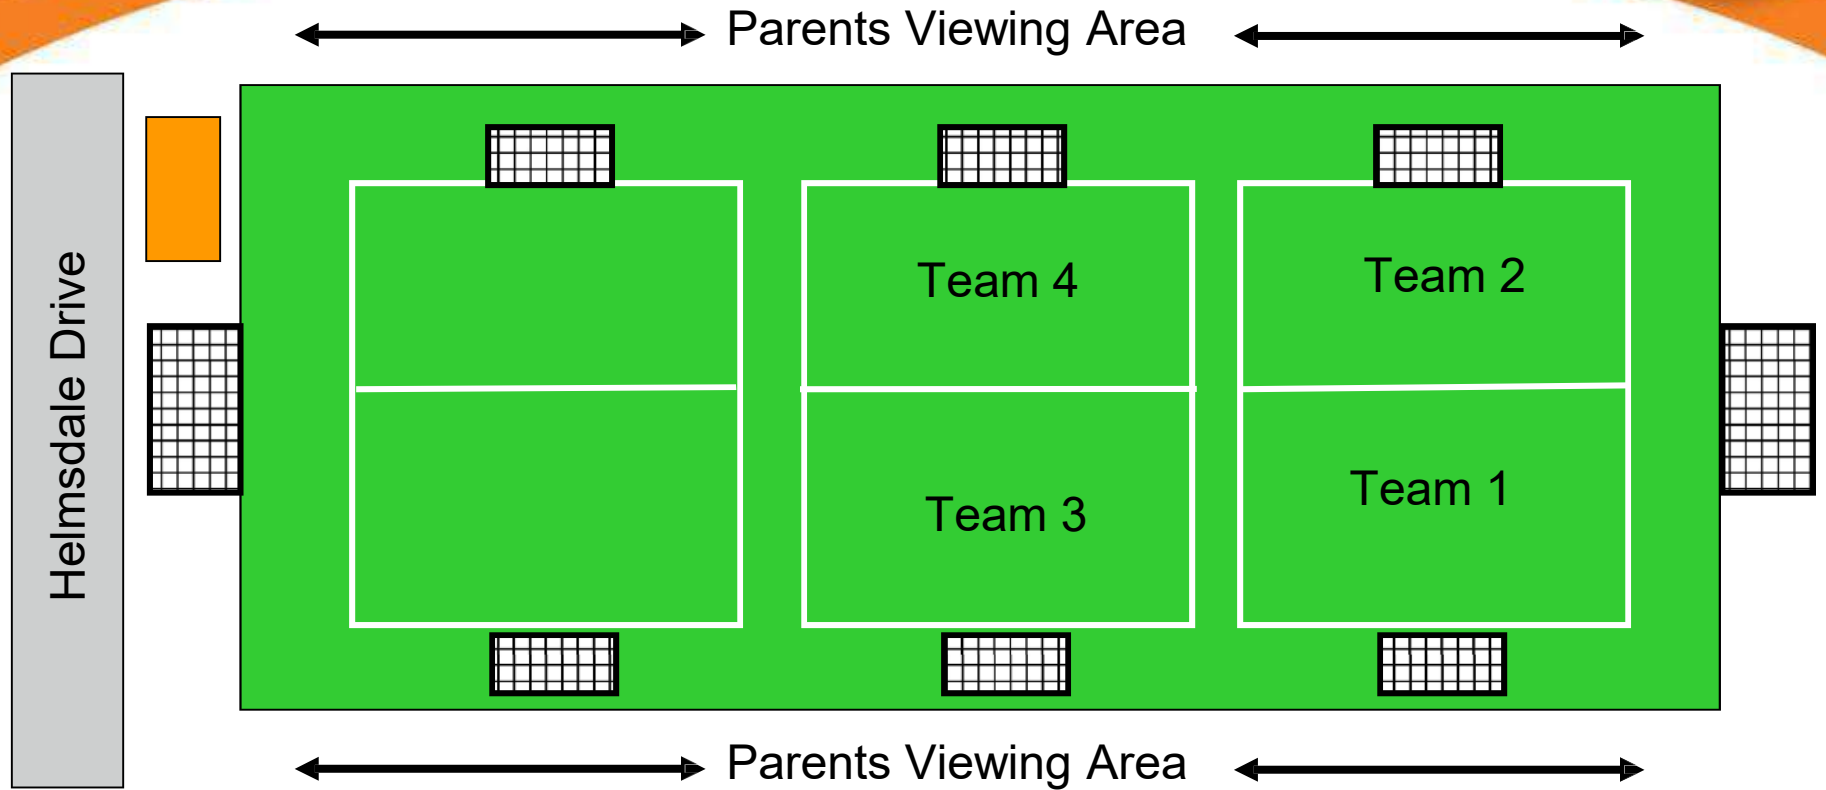 Parents Viewing Area
Helmsdale Drive
Team 4
Team 2
Team 3
Team 1
Parents Viewing Area